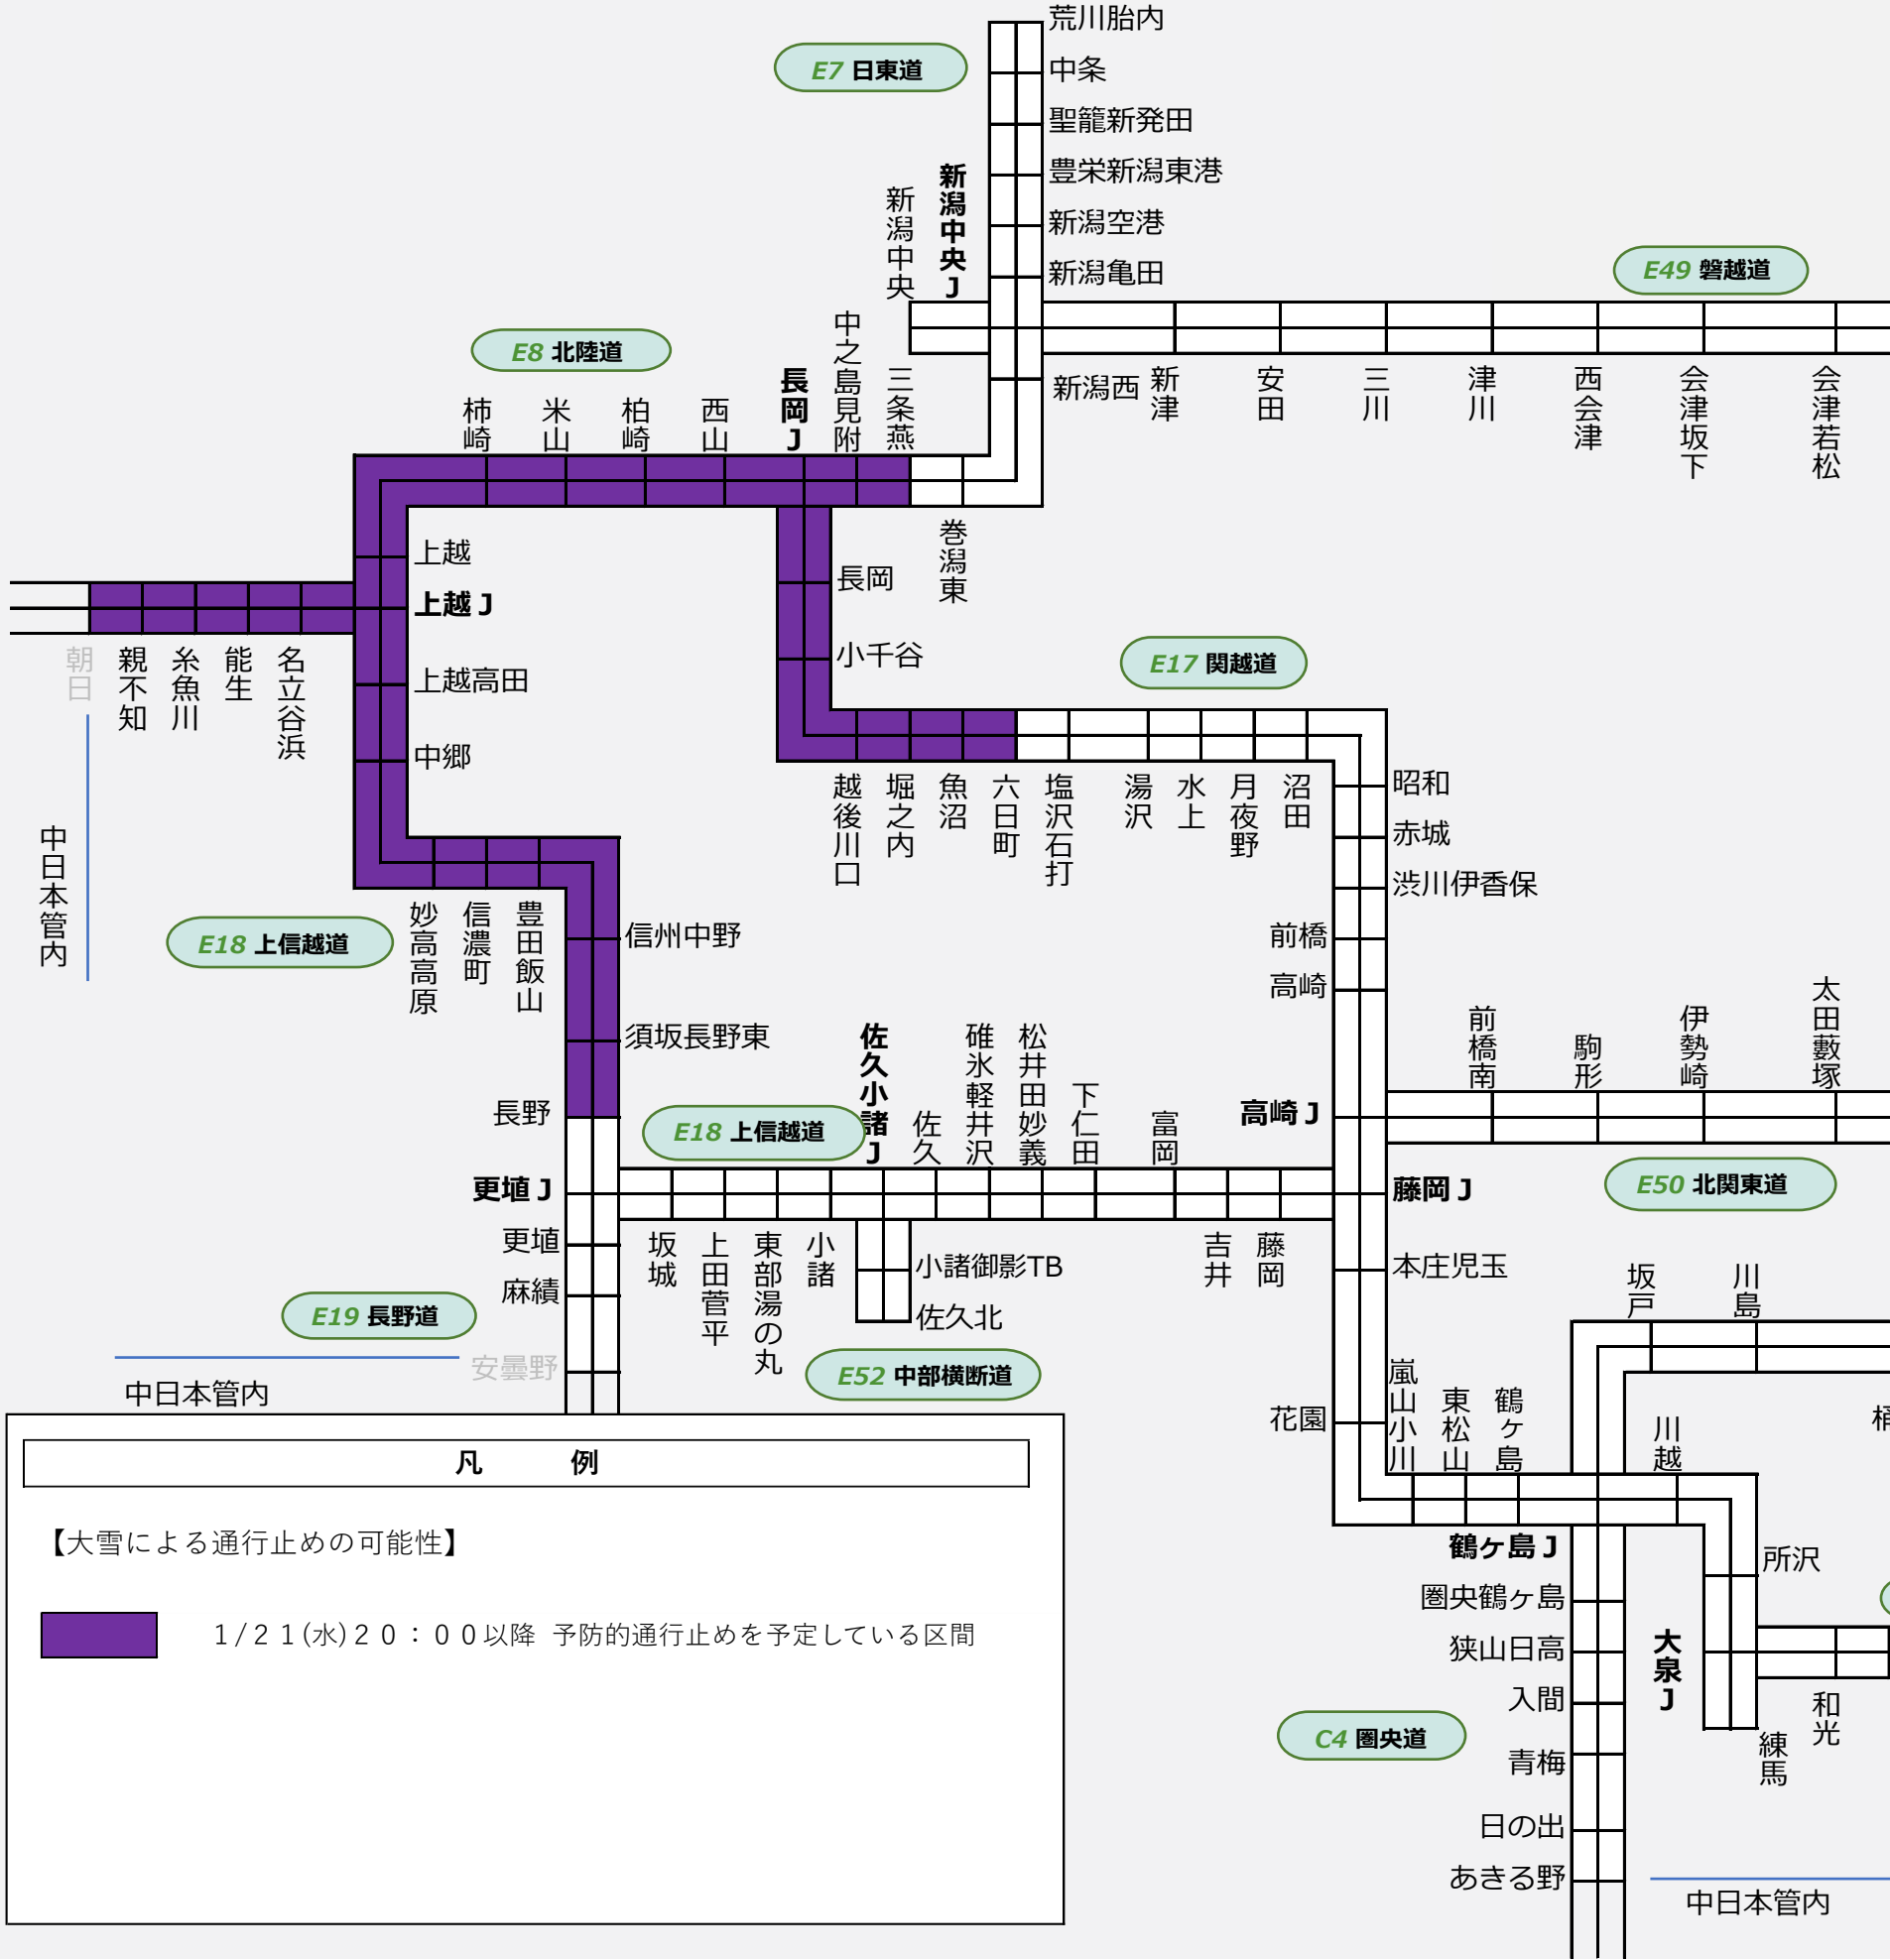 荒川胎内
E7 日東道
中条
聖籠新発田
豊栄新潟東港
新潟空港
新潟亀田
新潟中央
新潟中央J
E49 磐越道
新潟西
新津
安田
三川
津川
西会津
会津坂下
会津若松
E8 北陸道
柿崎
米山
柏崎
西山
長岡J
中之島見附
三条燕
巻潟東
上越
上越J
上越高田
中郷
朝日
親不知
糸魚川
能生
名立谷浜
中日本管内
長岡
小千谷
E17 関越道
越後川口
堀之内
魚沼
六日町
塩沢石打
湯沢
水上
月夜野
沼田
昭和
赤城
渋川伊香保
前橋
高崎
E18 上信越道
妙高高原
信濃町
豊田飯山
信州中野
須坂長野東
長野
E18 上信越道
佐久小諸J
佐久
碓氷軽井沢
松井田妙義
下仁田
富岡
高崎J
前橋南
駒形
伊勢崎
太田藪塚
E50 北関東道
更埴J
藤岡J
更埴
麻績
安曇野
E19 長野道
中日本管内
坂城
上田菅平
東部湯の丸
小諸
小諸御影TB
佐久北
E52 中部横断道
吉井
藤岡
本庄児玉
花園
嵐山小川
東松山
鶴ヶ島
坂戸
川島
川越
桶
鶴ヶ島J
圏央鶴ヶ島
狭山日高
入間
青梅
日の出
あきる野
C4 圏央道
所沢
大泉J
和光
練馬
中日本管内
凡 例
【大雪による通行止めの可能性】
1/21(水)20：00以降 予防的通行止めを予定している区間